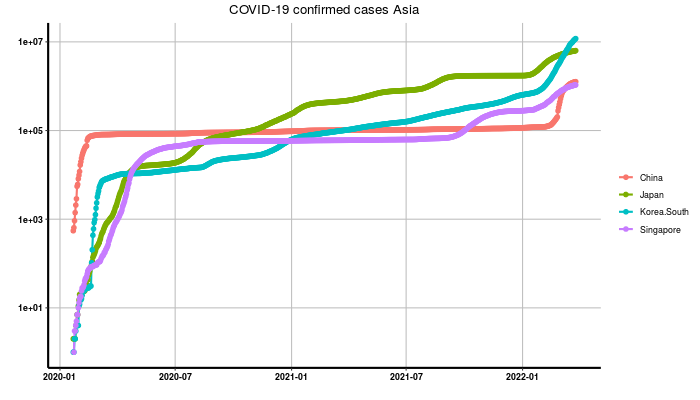 COVID-19 confirmed cases Asia
1e+07
1e+05
1e+03
1e+01
2020-01
2020-07
2021-01
2021-07
2022-01
China
Japan
Korea.South
Singapore